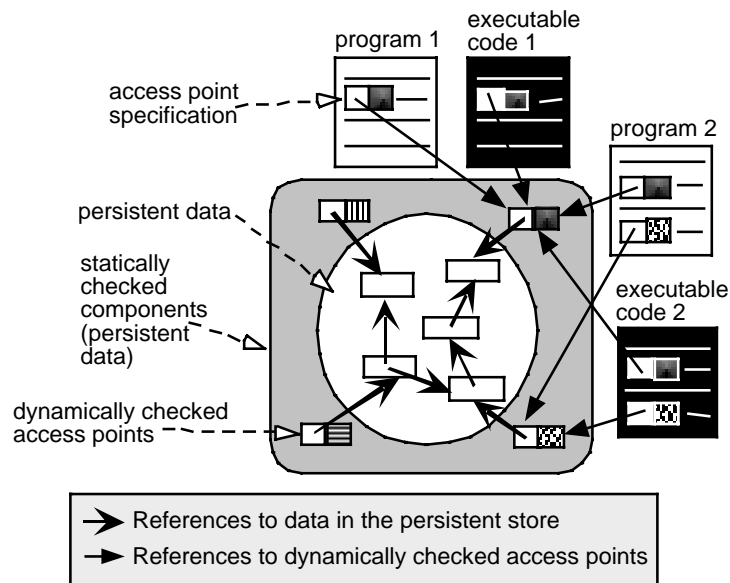 program 1
executable
code 1
access point
specification
program 2
persistent data
statically
checked
components
(persistent
data)
executable
code 2
dynamically checked
access points
References to data in the persistent store
References to dynamically checked access points